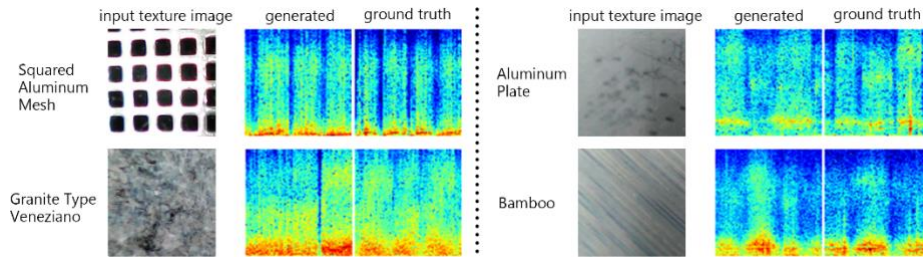 input texture image
generated
ground truth
Squared
Aluminum
Mesh
Granite Type
Veneziano
input texture image
generated
ground truth
Aluminum
Plate
Bamboo